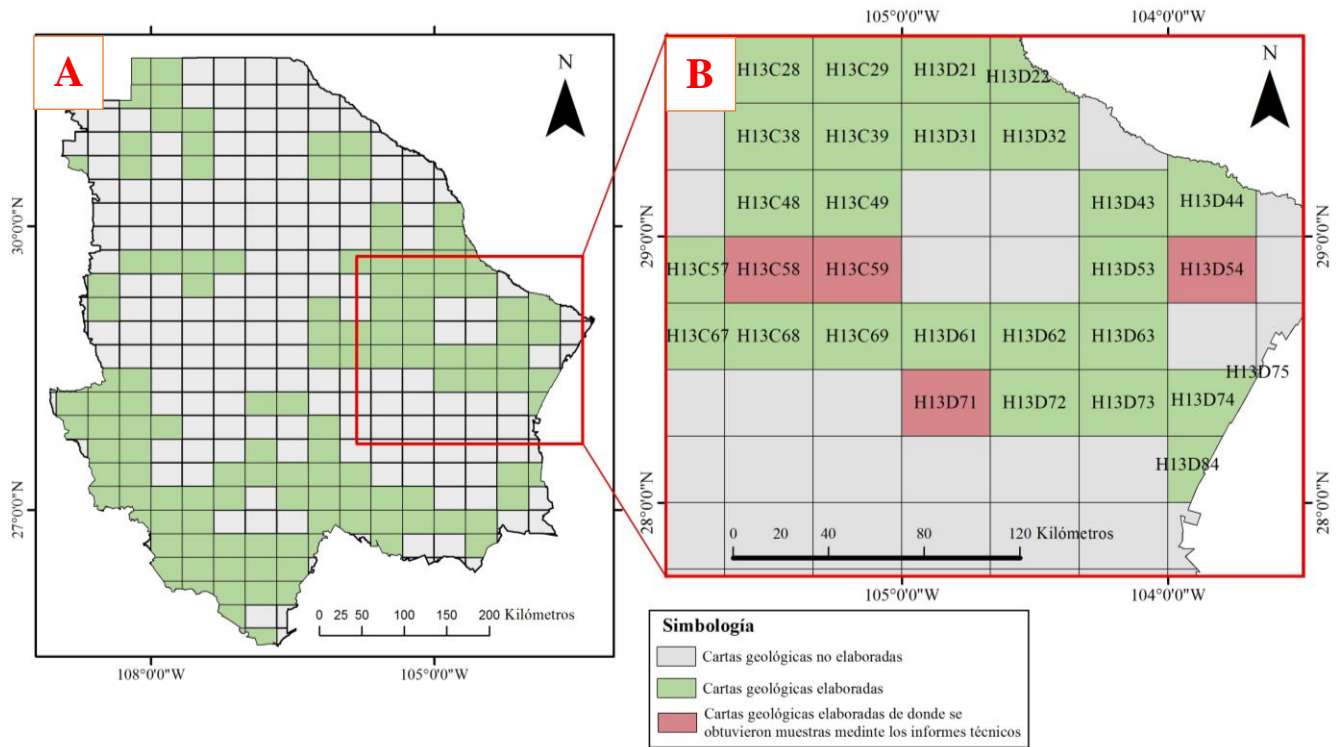 A
N
30°0'0"N
27°0'0"N
0 25 50 100 150 200 Kilómetros
108°0'0"W 105°0'0"W
105°0'0"W 104°0'0"W
B
N
H13C28 H13C29 H13D21 H13D22
H13C38 H13C39 H13D31 H13D32
H13C48 H13C49 H13D43 H13D44
29°0'0"N 29°0'0"N
H13C57 H13C58 H13C59 H13D53 H13D54
H13C67 H13C68 H13C69 H13D61 H13D62 H13D63
H13D75
H13D71 H13D72 H13D73 H13D74
H13D84
28°0'0"N 28°0'0"N
0 20 40 80 120 Kilómetros
105°0'0"W 104°0'0"W
Simbología
Cartas geológicas no elaboradas
Cartas geológicas elaboradas
Cartas geológicas elaboradas de donde se
obtuvieron muestras medinte los informes técnicos